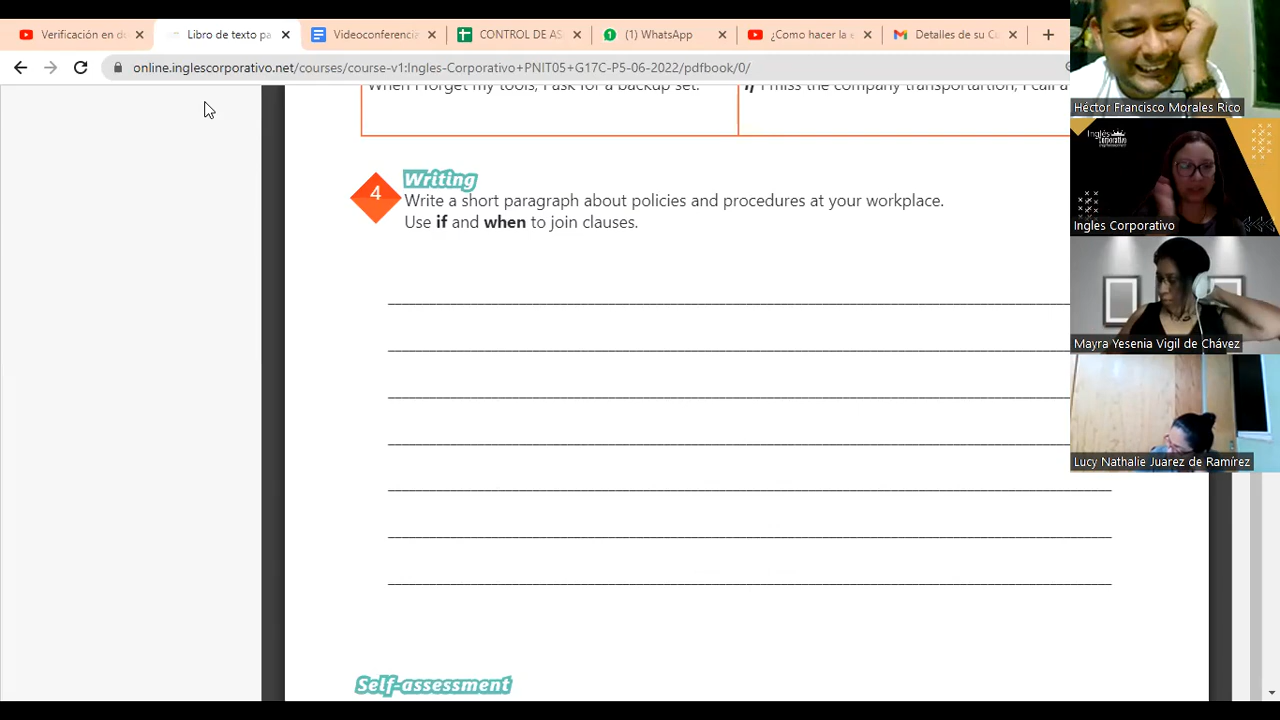 Verificación en d
Libro de texto pa
Videoconferencia
CONTROL DE AS
(1) WhatsApp
¿Como hacer la
Detalles de su C
online.inglescorporativo.net/courses/course-v1:Ingles-Corporativo+PNIT05+G17C-P5-06-2022/pdfbook/0/
When I forget my tools, I ask for a backup set.
If I miss the company transportartion, I call a
4
Writing
Write a short paragraph about policies and procedures at your workplace.
Use if and when to join clauses.
Self-assessment
Héctor Francisco Morales Rico
Inglés
Corporativo
Ingles Corporativo
Mayra Yesenia Vigil de Chávez
Lucy Nathalie Juarez de Ramírez